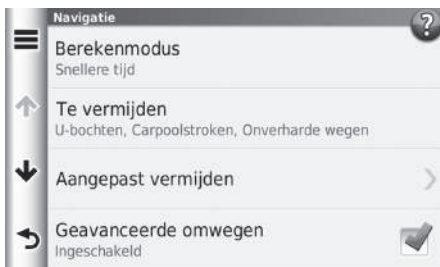 Navigatie
?
Berekenmodus
Snellere tijd
Te vermijden
U-bochten, Carpoolstroken, Onverharde wegen
Aangepast vermijden
Geavanceerde omwegen
Ingeschakeld